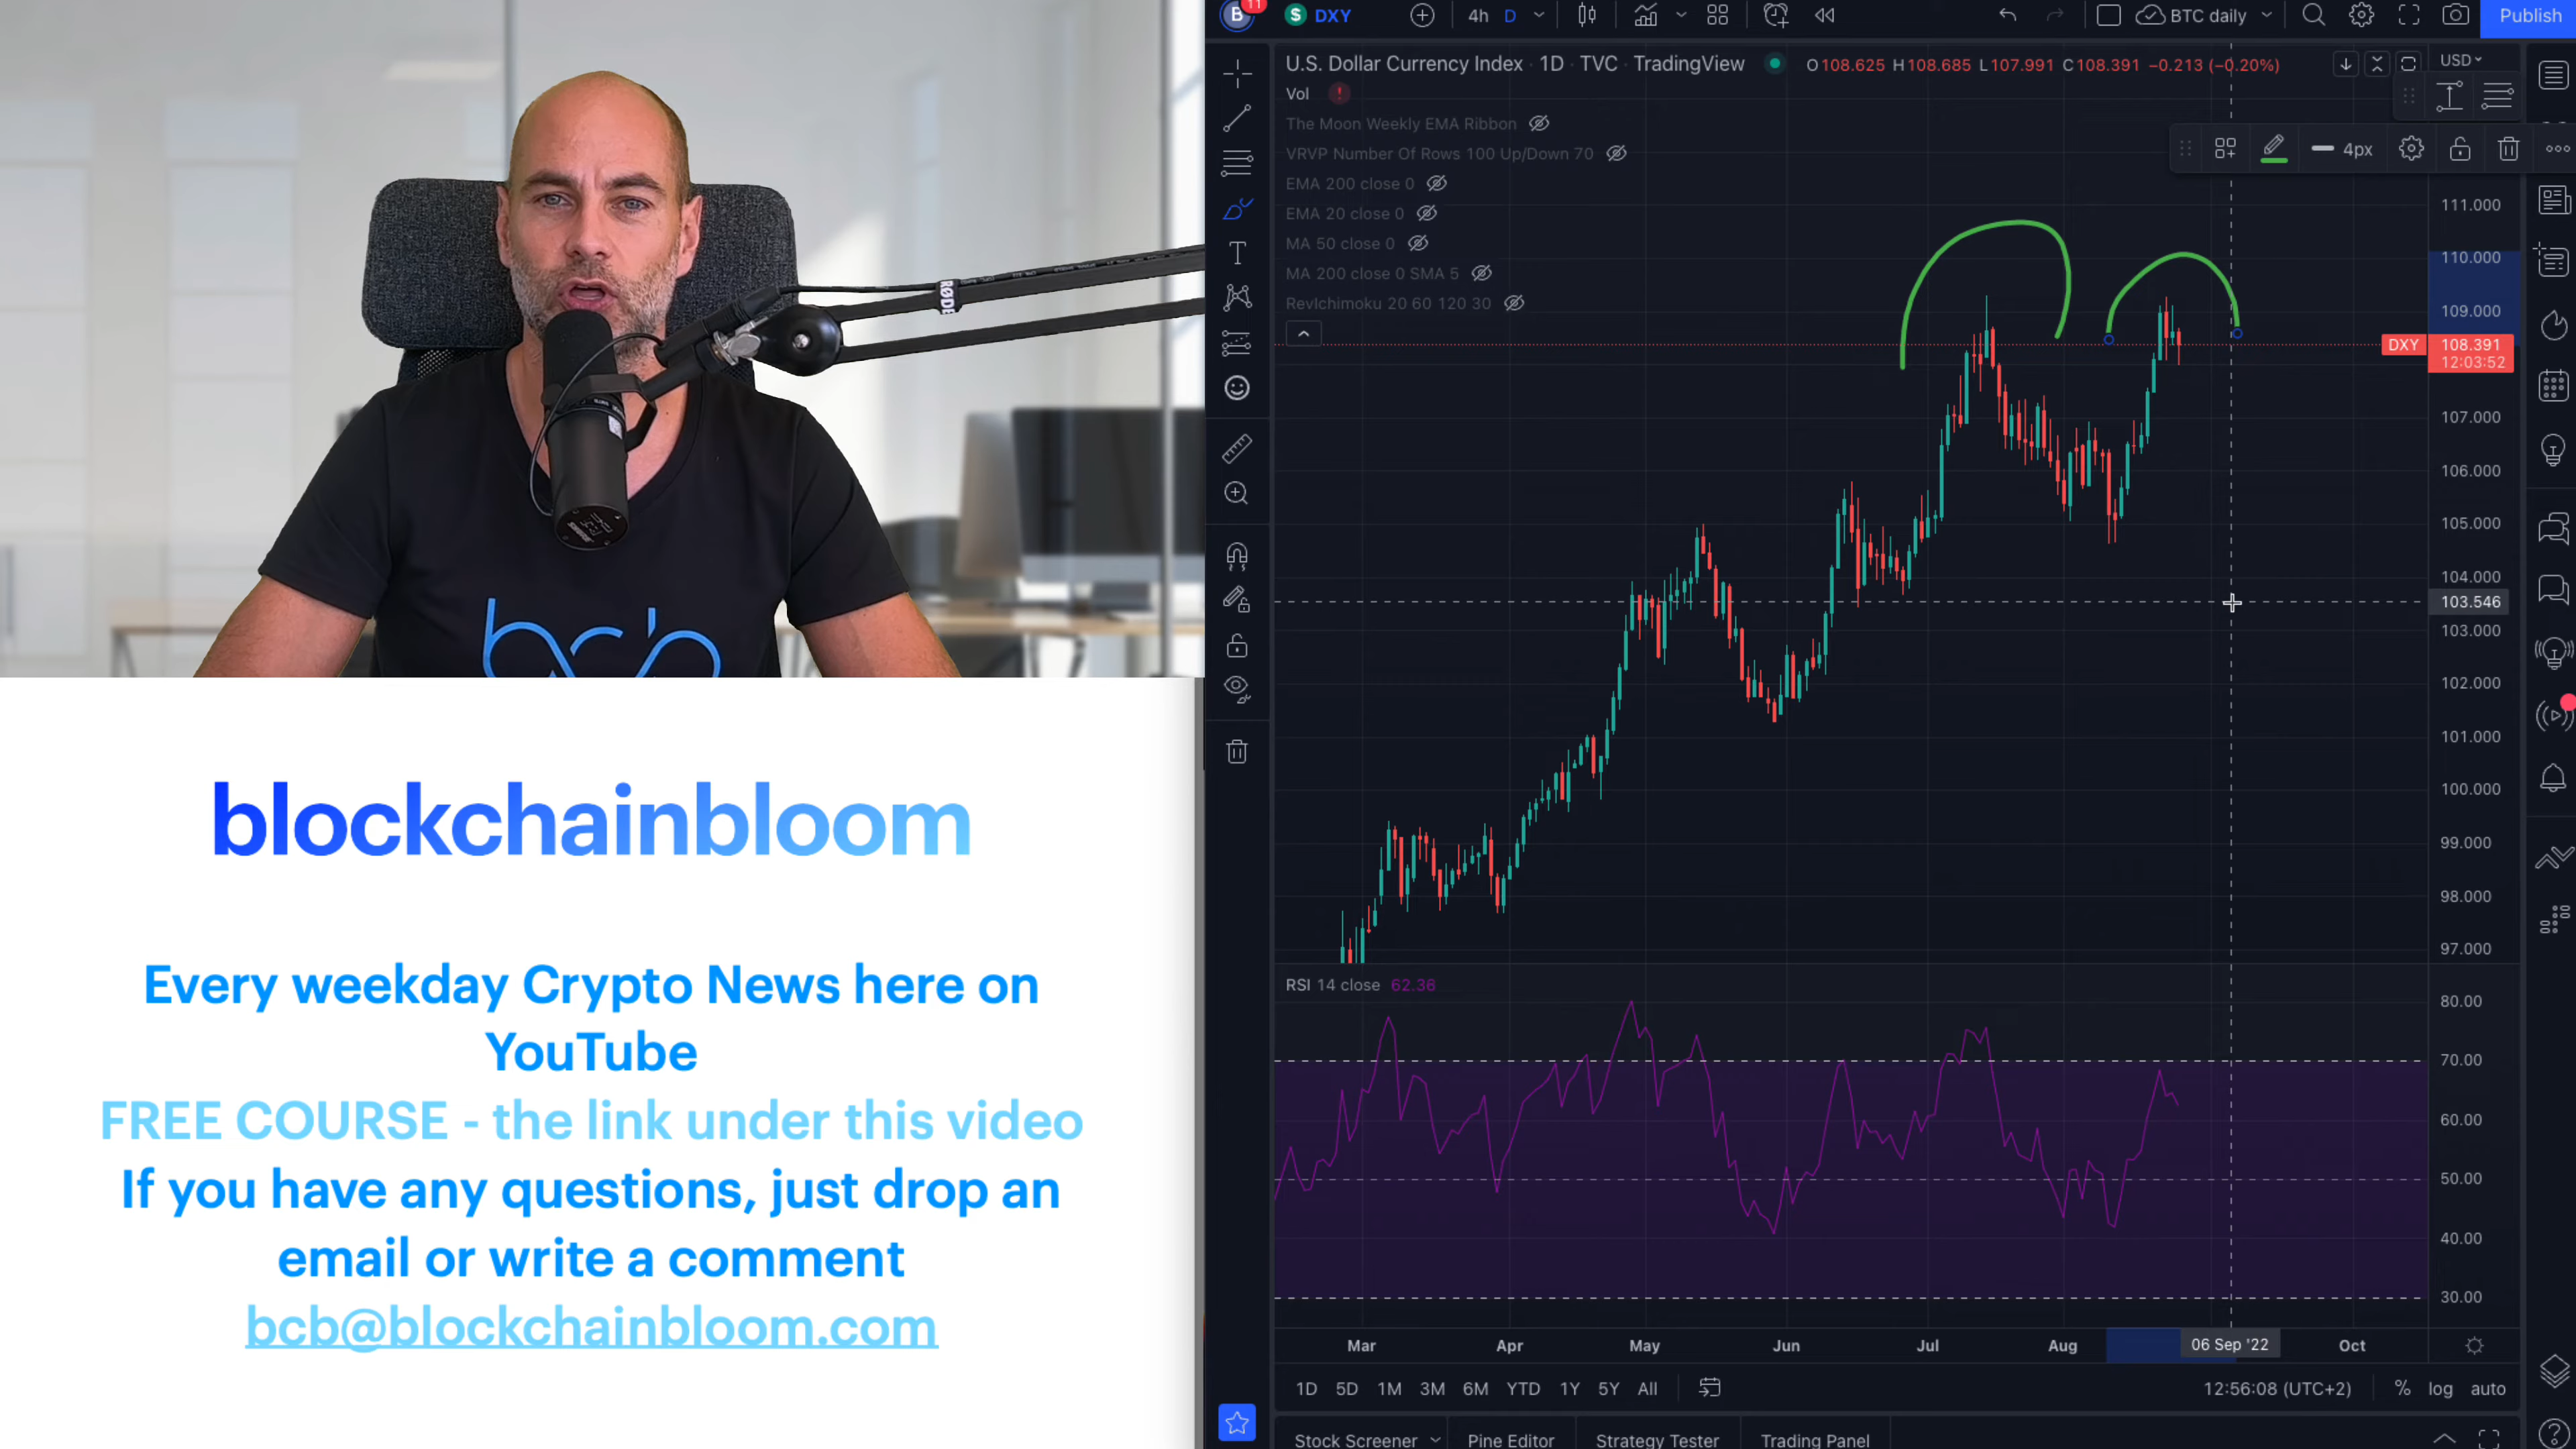 B 11
S DXY
4h D
BTC daily
Publish
U.S. Dollar Currency Index · 1D · TVC · TradingView O108.625 H108.685 L107.991 C108.391 −0.213 (−0.20%)
USD
Vol
The Moon Weekly EMA Ribbon
VRVP Number Of Rows 100 Up/Down 70
4px
EMA 200 close 0
EMA 20 close 0
MA 50 close 0
MA 200 close 0 SMA 5
RevIchimoku 20 60 120 30
RØDE
bcb
111.000
110.000
109.000
DXY 108.391
12:03:52
107.000
106.000
105.000
104.000
103.546
103.000
102.000
101.000
100.000
99.000
98.000
97.000
RSI 14 close 62.36
80.00
70.00
60.00
50.00
40.00
30.00
Mar Apr May Jun Jul Aug 06 Sep '22 Oct
1D 5D 1M 3M 6M YTD 1Y 5Y All
12:56:08 (UTC+2) % log auto
Stock Screener Pine Editor Strategy Tester Trading Panel
blockchainbloom
Every weekday Crypto News here on
YouTube
FREE COURSE - the link under this video
If you have any questions, just drop an
email or write a comment
bcb@blockchainbloom.com